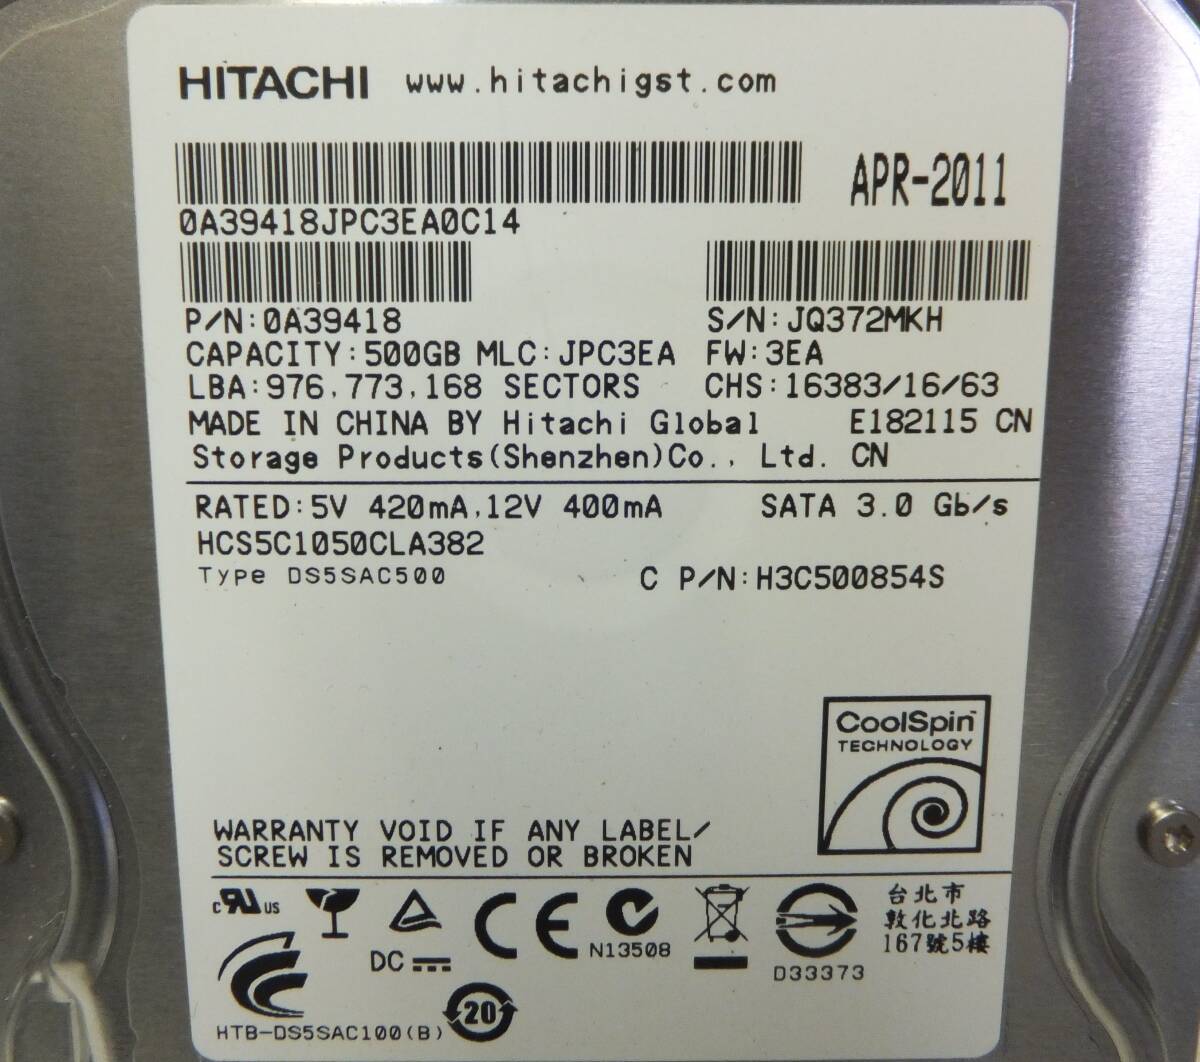 HITACHI www.hitachigst.com
APR-2011
0A39418JPC3EA0C14
P/N:0A39418 S/N:JQ372MKH
CAPACITY:500GB MLC:JPC3EA FW:3EA
LBA:976,773,168 SECTORS CHS:16383/16/63
MADE IN CHINA BY Hitachi Global E182115 CN
Storage Products(Shenzhen)Co., Ltd. CN
RATED:5V 420mA,12V 400mA SATA 3.0 Gb/s
HCS5C1050CLA382
Type DS5SAC500 C P/N:H3C500854S
CoolSpin™
TECHNOLOGY
WARRANTY VOID IF ANY LABEL/
SCREW IS REMOVED OR BROKEN
c RU US
CE
N13508
DC
D33373
台北市
敦化北路
167號5樓
HTB-DS5SAC100(B)
20